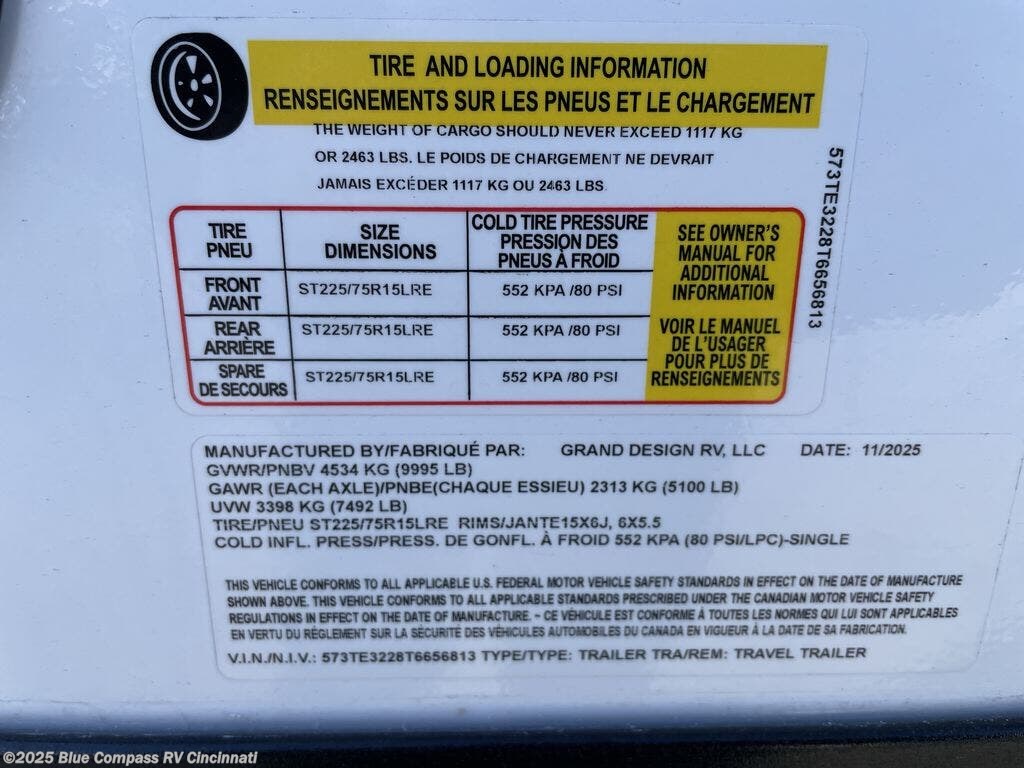 TIRE AND LOADING INFORMATION
RENSEIGNEMENTS SUR LES PNEUS ET LE CHARGEMENT
THE WEIGHT OF CARGO SHOULD NEVER EXCEED 1117 KG
OR 2463 LBS. LE POIDS DE CHARGEMENT NE DEVRAIT
JAMAIS EXCÉDER 1117 KG OU 2463 LBS.
TIRE
PNEU
SIZE
DIMENSIONS
COLD TIRE PRESSURE
PRESSION DES
PNEUS À FROID
FRONT
AVANT
ST225/75R15LRE
552 KPA /80 PSI
REAR
ARRIÈRE
ST225/75R15LRE
552 KPA /80 PSI
SPARE
DE SECOURS
ST225/75R15LRE
552 KPA /80 PSI
SEE OWNER'S
MANUAL FOR
ADDITIONAL
INFORMATION
VOIR LE MANUEL
DE L'USAGER
POUR PLUS DE
RENSEIGNEMENTS
573TE3228T6656813
MANUFACTURED BY/FABRIQUÉ PAR: GRAND DESIGN RV, LLC DATE: 11/2025
GVWR/PNBV 4534 KG (9995 LB)
GAWR (EACH AXLE)/PNBE(CHAQUE ESSIEU) 2313 KG (5100 LB)
UVW 3398 KG (7492 LB)
TIRE/PNEU ST225/75R15LRE RIMS/JANTE15X6J, 6X5.5
COLD INFL. PRESS/PRESS. DE GONFL. À FROID 552 KPA (80 PSI/LPC)-SINGLE
THIS VEHICLE CONFORMS TO ALL APPLICABLE U.S. FEDERAL MOTOR VEHICLE SAFETY STANDARDS IN EFFECT ON THE DATE OF MANUFACTURE
SHOWN ABOVE. THIS VEHICLE CONFORMS TO ALL APPLICABLE STANDARDS PRESCRIBED UNDER THE CANADIAN MOTOR VEHICLE SAFETY
REGULATIONS IN EFFECT ON THE DATE OF MANUFACTURE. - CE VÉHICULE EST CONFORME À TOUTES LES NORMES QUI LUI SONT APPLICABLES
EN VERTU DU RÉGLEMENT SUR LA SÉCURITÉ DES VÉHICULES AUTOMOBILES DU CANADA EN VIGUEUR À LA DATE DE SA FABRICATION.
V.I.N./N.I.V.: 573TE3228T6656813 TYPE/TYPE: TRAILER TRA/REM: TRAVEL TRAILER
©2025 Blue Compass RV Cincinnati